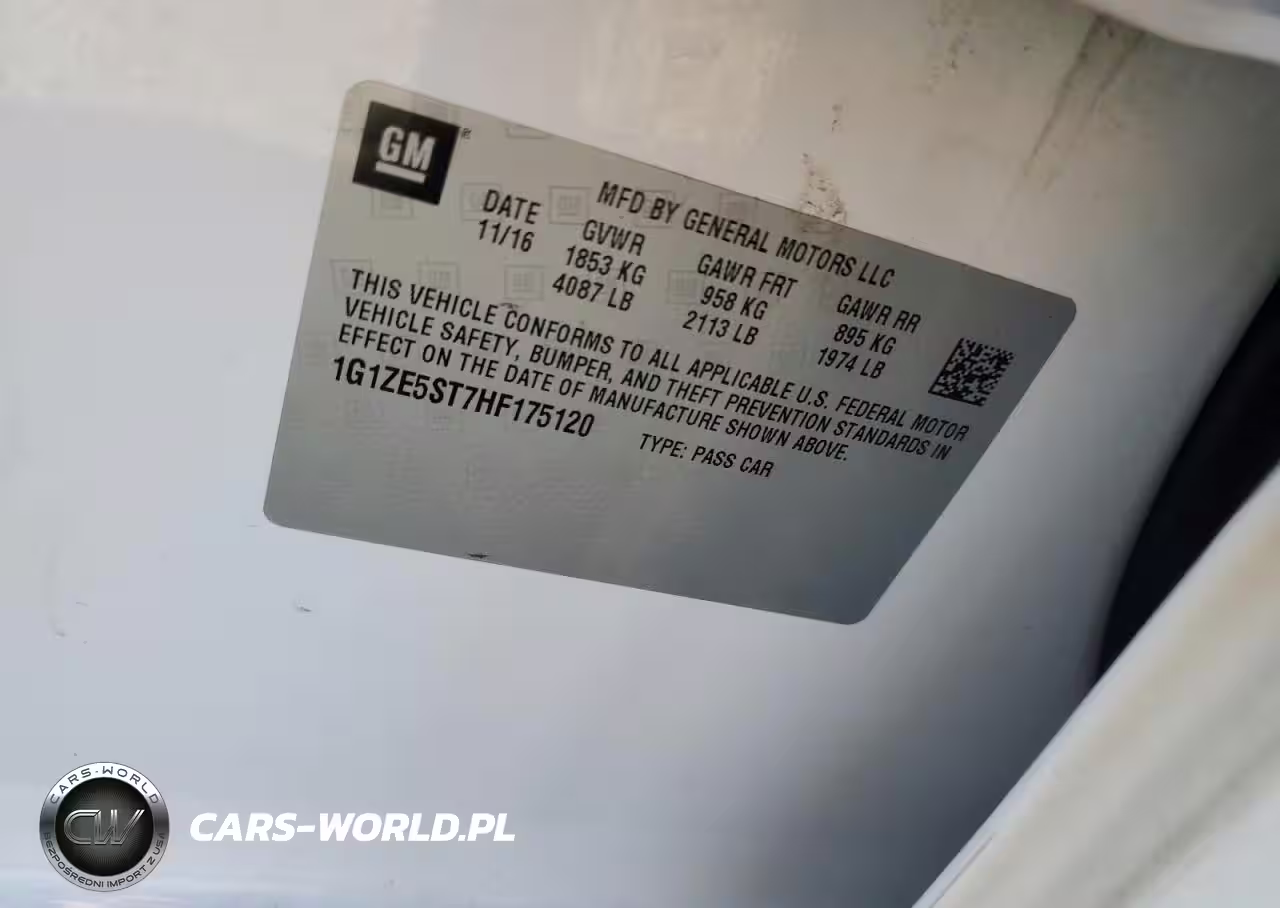 GM
MFD BY GENERAL MOTORS LLC
DATE GVWR GAWR FRT GAWR RR
11/16 1853 KG 958 KG 895 KG
4087 LB 2113 LB 1974 LB
THIS VEHICLE CONFORMS TO ALL APPLICABLE U.S. FEDERAL MOTOR
VEHICLE SAFETY, BUMPER, AND THEFT PREVENTION STANDARDS IN
EFFECT ON THE DATE OF MANUFACTURE SHOWN ABOVE.
1G1ZE5ST7HF175120 TYPE: PASS CAR
CARS-WORLD
CW
BEZPOŚREDNI IMPORT Z USA
CARS-WORLD.PL